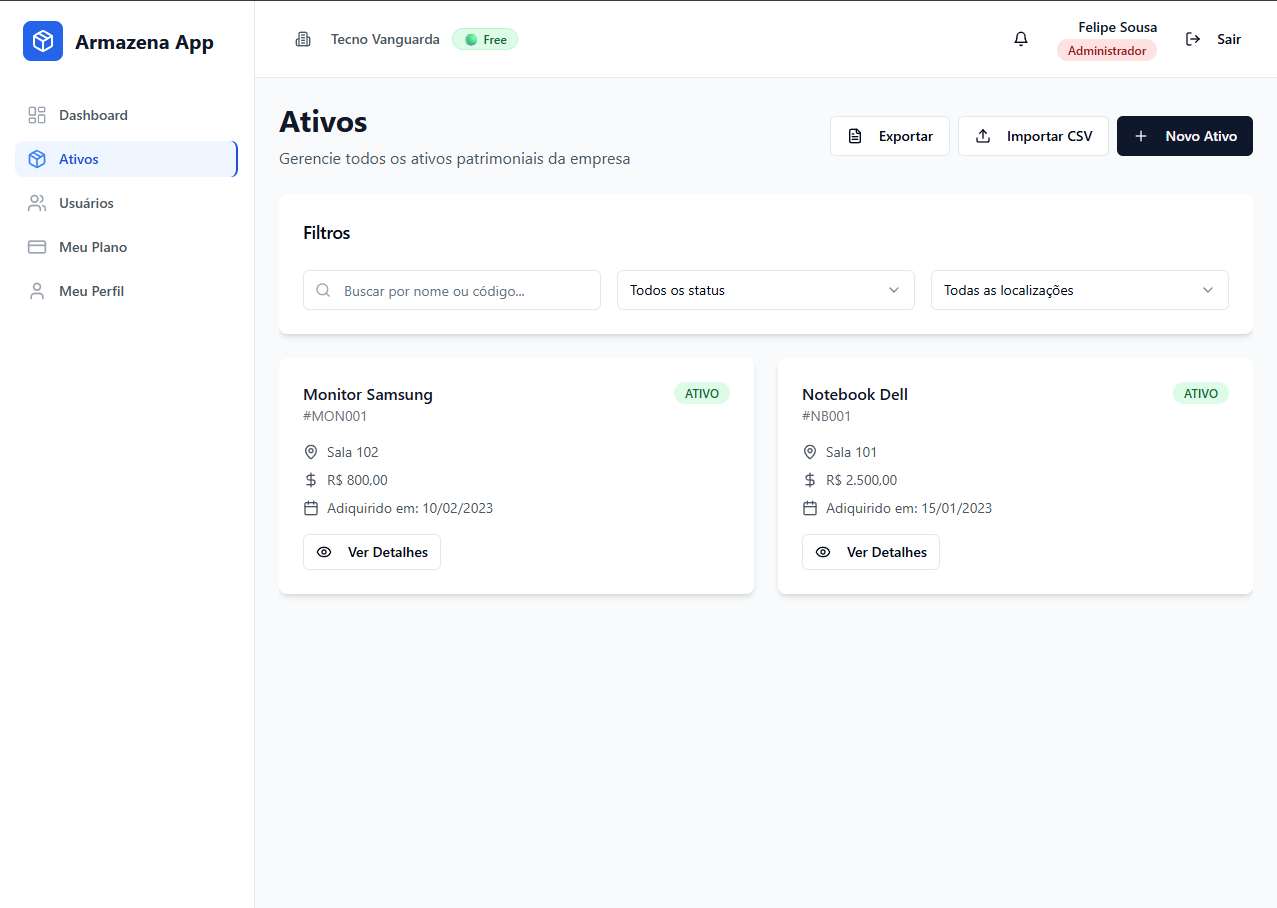 Armazena App
Tecno Vanguarda
Free
Felipe Sousa
Administrador
Sair
Dashboard
Ativos
Usuários
Meu Plano
Meu Perfil
Ativos
Gerencie todos os ativos patrimoniais da empresa
Exportar
Importar CSV
Novo Ativo
Filtros
Buscar por nome ou código...
Todos os status
Todas as localizações
Monitor Samsung
ATIVO
#MON001
Sala 102
R$ 800,00
Adiquirido em: 10/02/2023
Ver Detalhes
Notebook Dell
ATIVO
#NB001
Sala 101
R$ 2.500,00
Adiquirido em: 15/01/2023
Ver Detalhes